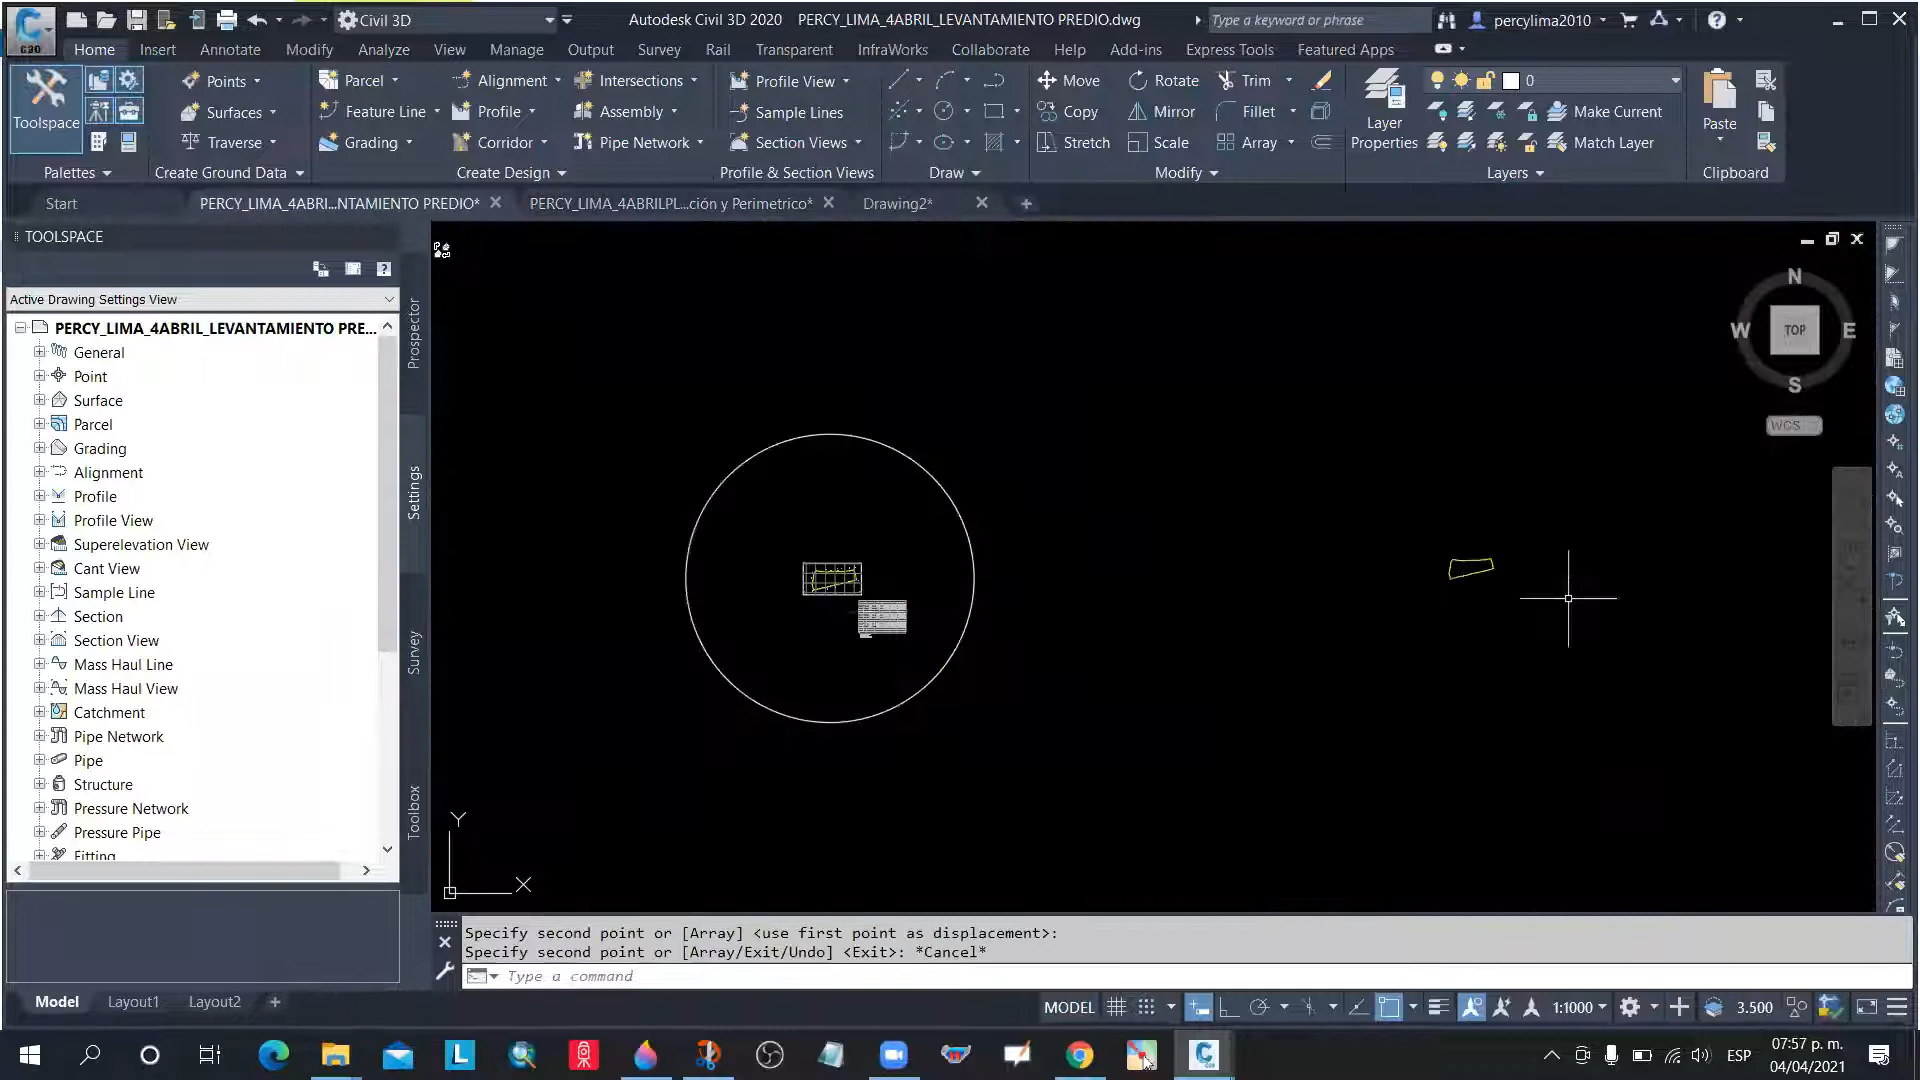 Civil 3D
Autodesk Civil 3D 2020 PERCY_LIMA_4ABRIL_LEVANTAMIENTO PREDIO.dwg
Type a keyword or phrase
percylima2010
C3D
Home Insert Annotate Modify Analyze View Manage Output Survey Rail Transparent InfraWorks Collaborate Help Add-ins Express Tools Featured Apps
Points Parcel Alignment Intersections Profile View Move Rotate Trim 0
Toolspace Surfaces Feature Line Profile Assembly Sample Lines Copy Mirror Fillet Layer Properties Make Current Paste
Traverse Grading Corridor Pipe Network Section Views Stretch Scale Array Match Layer
Palettes Create Ground Data Create Design Profile & Section Views Draw Modify Layers Clipboard
Start PERCY_LIMA_4ABRI...NTAMIENTO PREDIO* PERCY_LIMA_4ABRILPL...ción y Perimetrico* Drawing2*
TOOLSPACE
Active Drawing Settings View
PERCY_LIMA_4ABRIL_LEVANTAMIENTO PRE...
General
Point
Surface
Parcel
Grading
Alignment
Profile
Profile View
Superelevation View
Cant View
Sample Line
Section
Section View
Mass Haul Line
Mass Haul View
Catchment
Pipe Network
Pipe
Structure
Pressure Network
Pressure Pipe
Fitting
Prospector
Settings
Survey
Toolbox
N
W TOP E
S
WCS
Y
X
Specify second point or [Array] <use first point as displacement>:
Specify second point or [Array/Exit/Undo] <Exit>: *Cancel*
Type a command
Model Layout1 Layout2
MODEL 1:1000 3.500
L
ESP
07:57 p. m.
04/04/2021